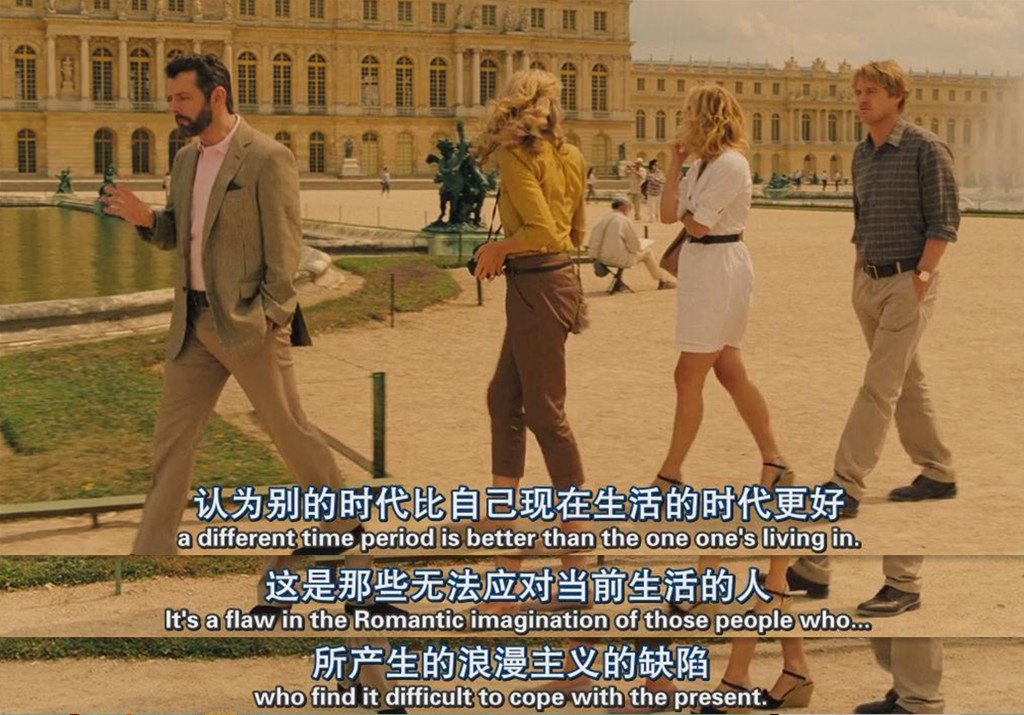 认为别的时代比自己现在生活的时代更好
a different time period is better than the one one's living in.
这是那些无法应对当前生活的人
It's a flaw in the Romantic imagination of those people who...
所产生的浪漫主义的缺陷
who find it difficult to cope with the present.